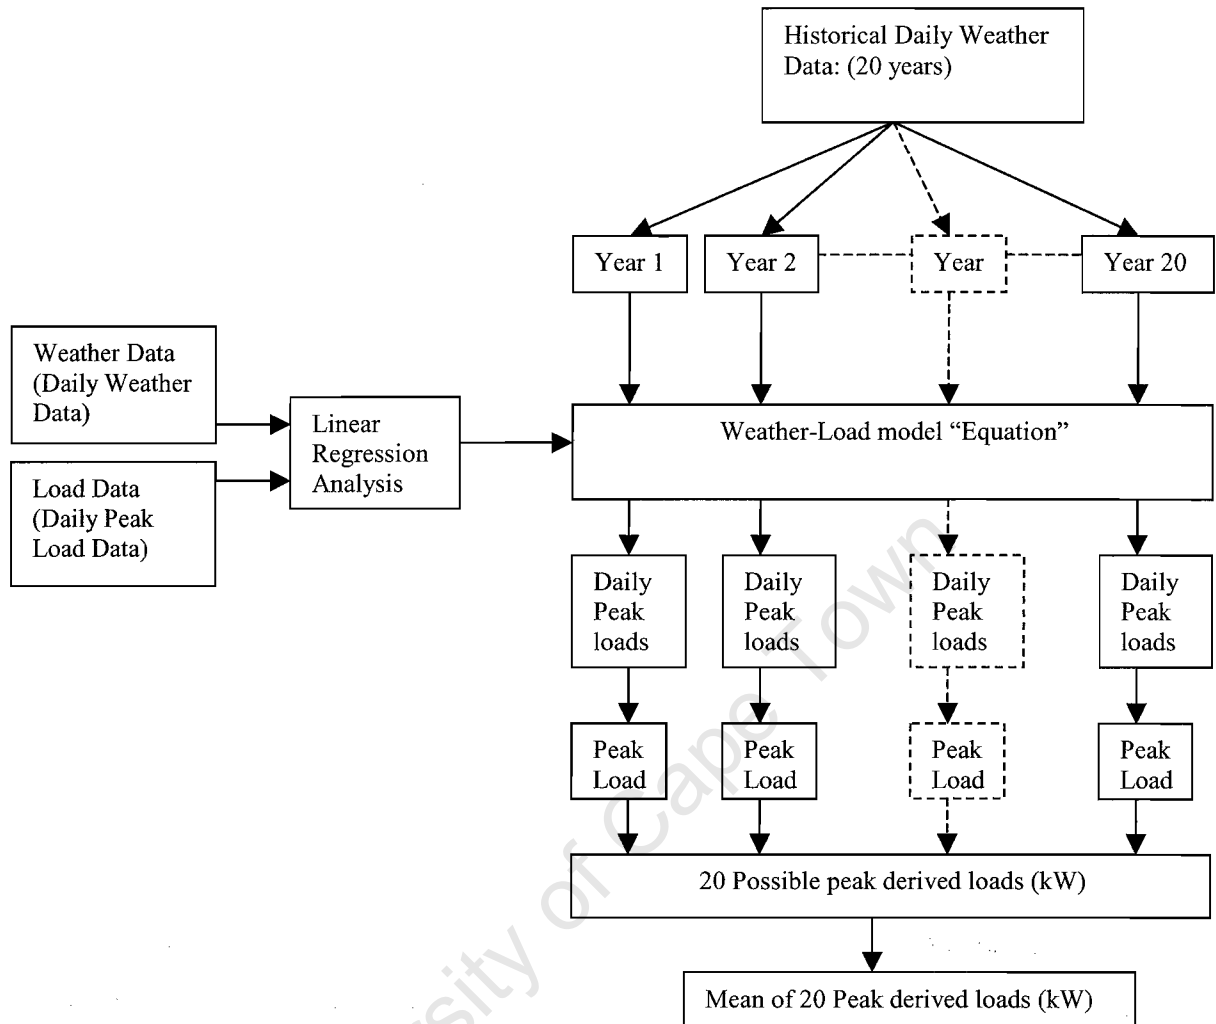 Historical Daily Weather
Data: (20 years)
Year 1
Year 2
Year
Year 20
Weather Data
(Daily Weather
Data)
Load Data
(Daily Peak
Load Data)
Linear
Regression
Analysis
Weather-Load model “Equation”
Daily
Peak
loads
Daily
Peak
loads
Daily
Peak
loads
Daily
Peak
loads
Peak
Load
Peak
Load
Peak
Load
Peak
Load
20 Possible peak derived loads (kW)
Mean of 20 Peak derived loads (kW)
of Cape Town